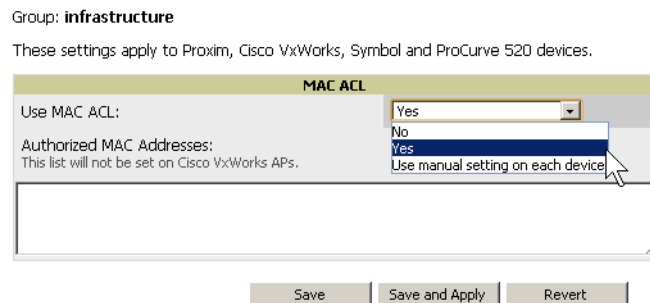 Group: infrastructure
These settings apply to Proxim, Cisco VxWorks, Symbol and ProCurve 520 devices.
MAC ACL
Use MAC ACL:
Yes
No
Yes
Use manual setting on each device
Authorized MAC Addresses:
This list will not be set on Cisco VxWorks APs.
Save
Save and Apply
Revert